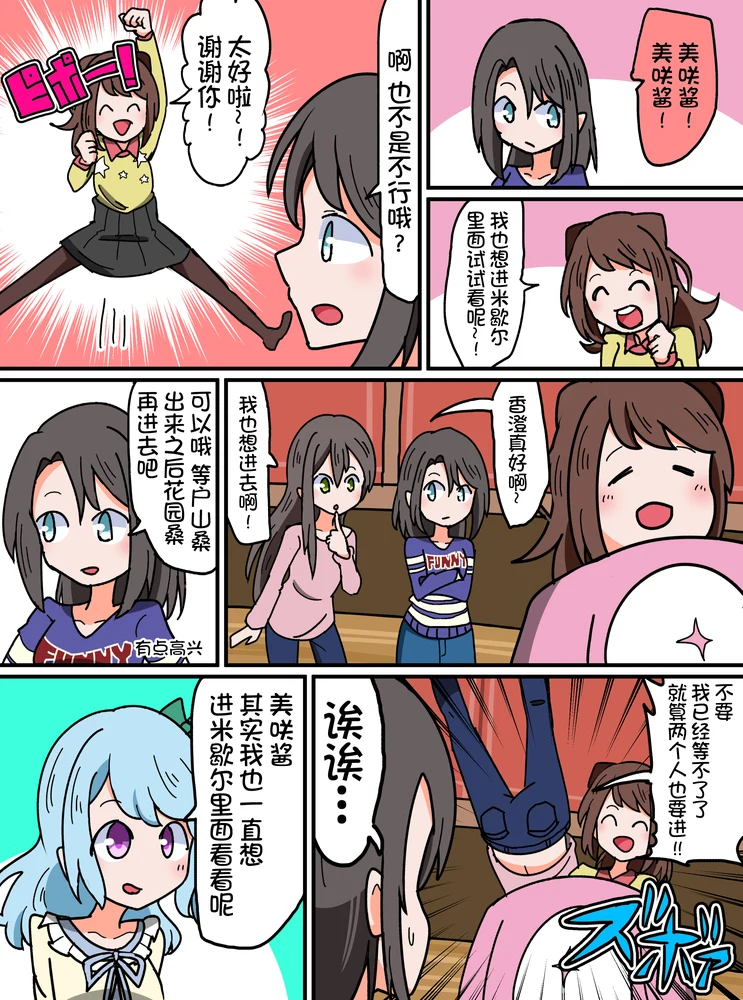 美咲酱!
美咲酱!
我也想进米歇尔
里面试试看呢~!
啊 也不是不行哦?
太好啦~!
谢谢你!
ピポー!
香澄真好啊~
FUNNY
我也想进去啊!
可以哦 等户山桑
出来之后花园桑
再进去吧
FUNNY
有点高兴
不要
我已经等不了了
就算两个人也要进!!
诶诶…
ズボァ
美咲酱
其实我也一直想
进米歇尔里面看看呢